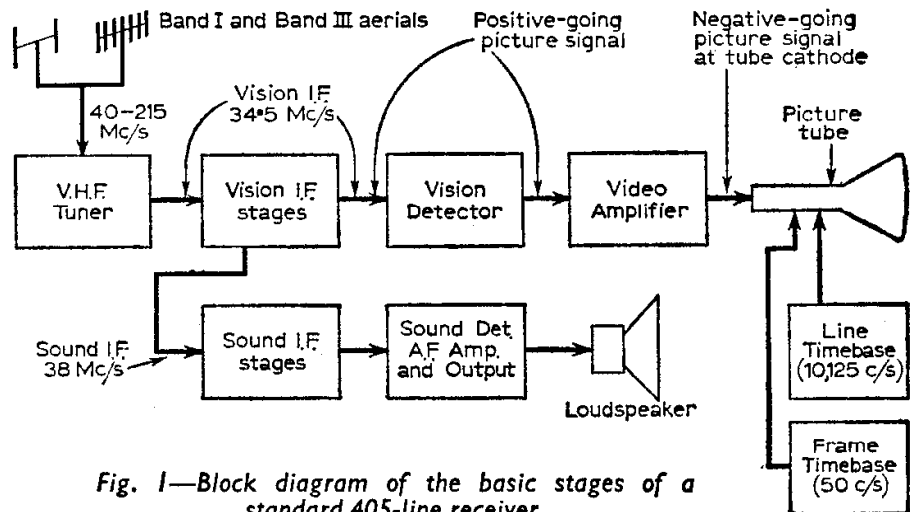 Band I and Band III aerials
Positive-going
picture signal
Negative-going
picture signal
at tube cathode
40-215
Mc/s
Vision I.F.
34·5 Mc/s
Picture
tube
V.H.F.
Tuner
Vision I.F.
stages
Vision
Detector
Video
Amplifier
Sound I.F.
38 Mc/s
Sound I.F.
stages
Sound Det.
A.F. Amp.
and Output
Loudspeaker
Line
Timebase
(10,125 c/s)
Frame
Timebase
(50 c/s)
Fig. 1—Block diagram of the basic stages of a
standard 405-line receiver